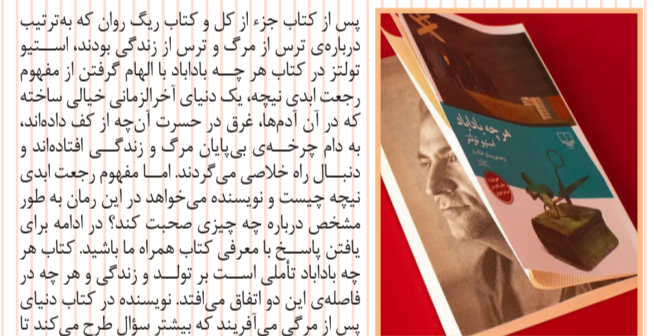 پس از کتاب جزء از کل و کتاب ریگ روان که به‌ترتیب
درباره‌ی ترس از مرگ و ترس از زندگی بودند، استیو
تولتز در کتاب هر چه باداباد با الهام گرفتن از مفهوم
رجعت ابدی نیچه، یک دنیای آخرالزمانی خیالی ساخته
که در آن آدم‌ها، غرق در حسرت آن‌چه از کف داده‌اند،
به دام چرخه‌ی بی‌پایان مرگ و زندگی افتاده‌اند و
دنبال راه خلاصی می‌گردند. اما مفهوم رجعت ابدی
نیچه چیست و نویسنده می‌خواهد در این رمان به طور
مشخص درباره چه چیزی صحبت کند؟ در ادامه برای
یافتن پاسخ با معرفی کتاب همراه ما باشید. کتاب هر
چه باداباد تأملی است بر تولد و زندگی و هر چه در
فاصله‌ی این دو اتفاق می‌افتد. نویسنده در کتاب دنیای
پس از مرگی می‌آفریند که بیشتر سؤال طرح می‌کند تا
هر چه باداباد
استیو تولتز